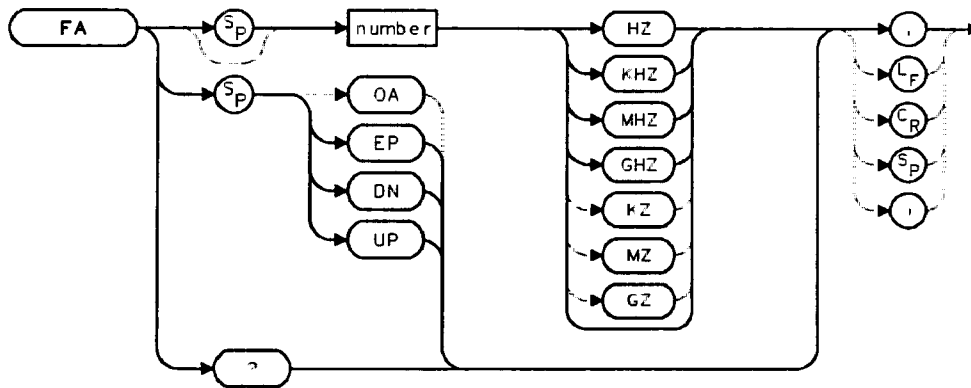 FA
SP
number
HZ
KHZ
MHZ
GHZ
KZ
MZ
GZ
SP
OA
EP
DN
UP
?
LF
CR
SP
,